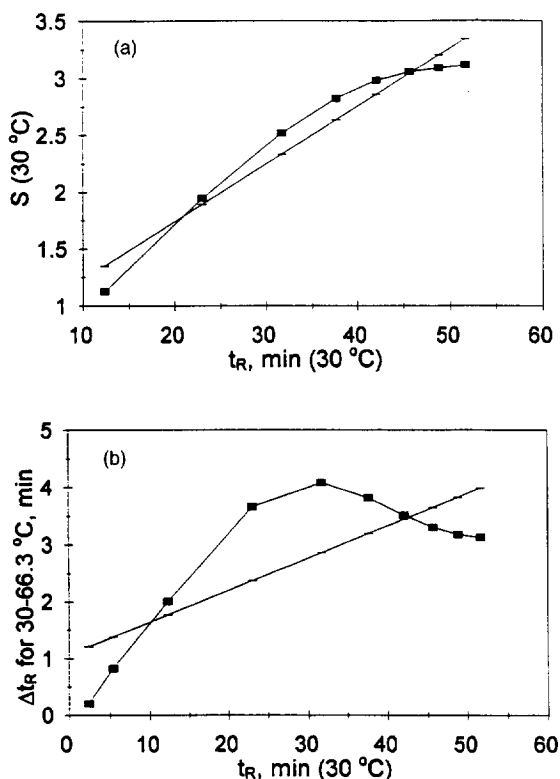 (a)
3.5
3
2.5
2
1.5
1
S (30 °C)
10 20 30 40 50 60
t_R, min (30 °C)
(b)
5
4
3
2
1
0
Δt_R for 30-66.3 °C, min
0 10 20 30 40 50 60
t_R, min (30 °C)